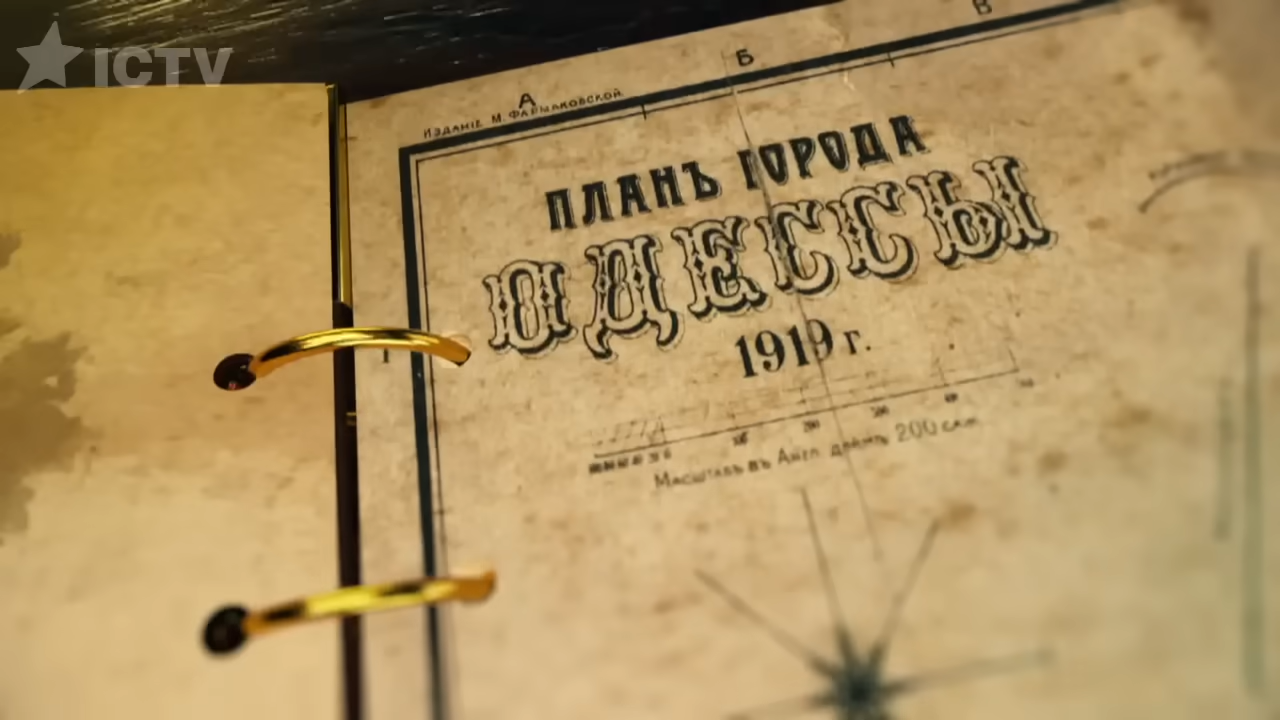 ICTV
А Б В
ИЗДАНІЕ М. ФАРМАКОВСКОЙ.
ПЛАНЪ ГОРОДА
ОДЕССЫ
1919 г.
Масштабъ въ Англ. дюймѣ 200 саж.